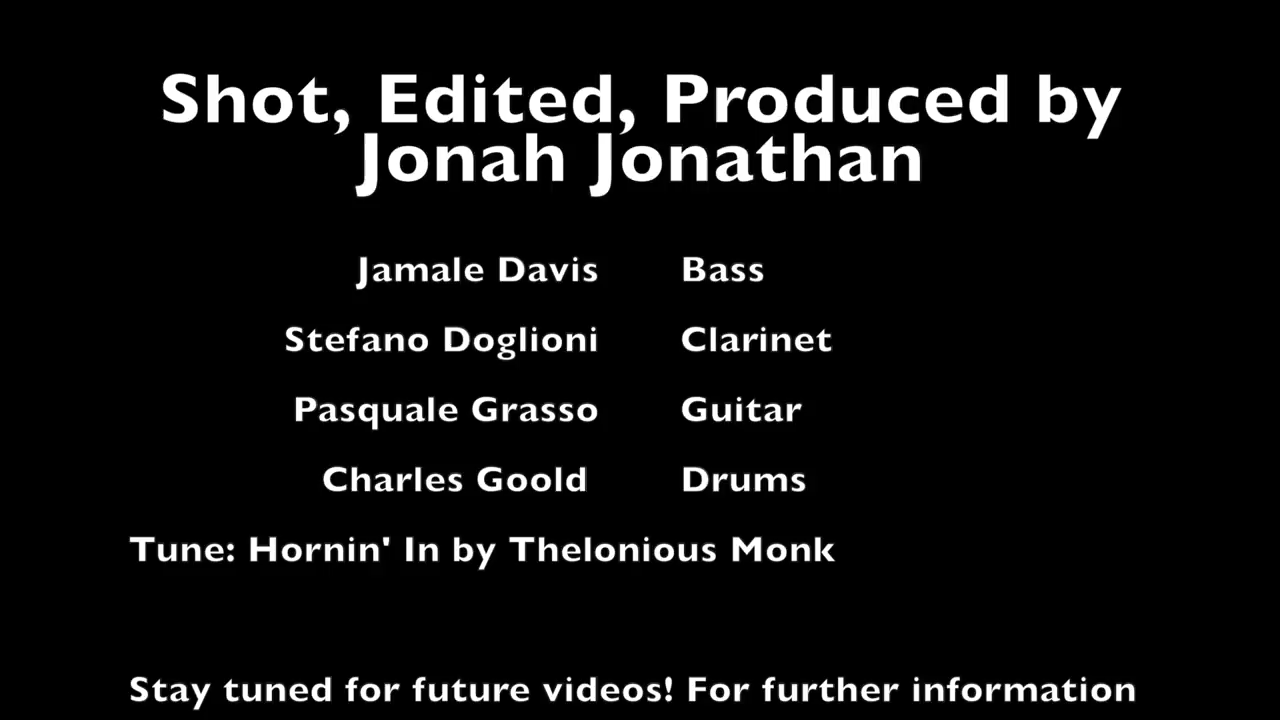 Shot, Edited, Produced by
Jonah Jonathan
Jamale Davis Bass
Stefano Doglioni Clarinet
Pasquale Grasso Guitar
Charles Goold Drums
Tune: Hornin' In by Thelonious Monk
Stay tuned for future videos! For further information